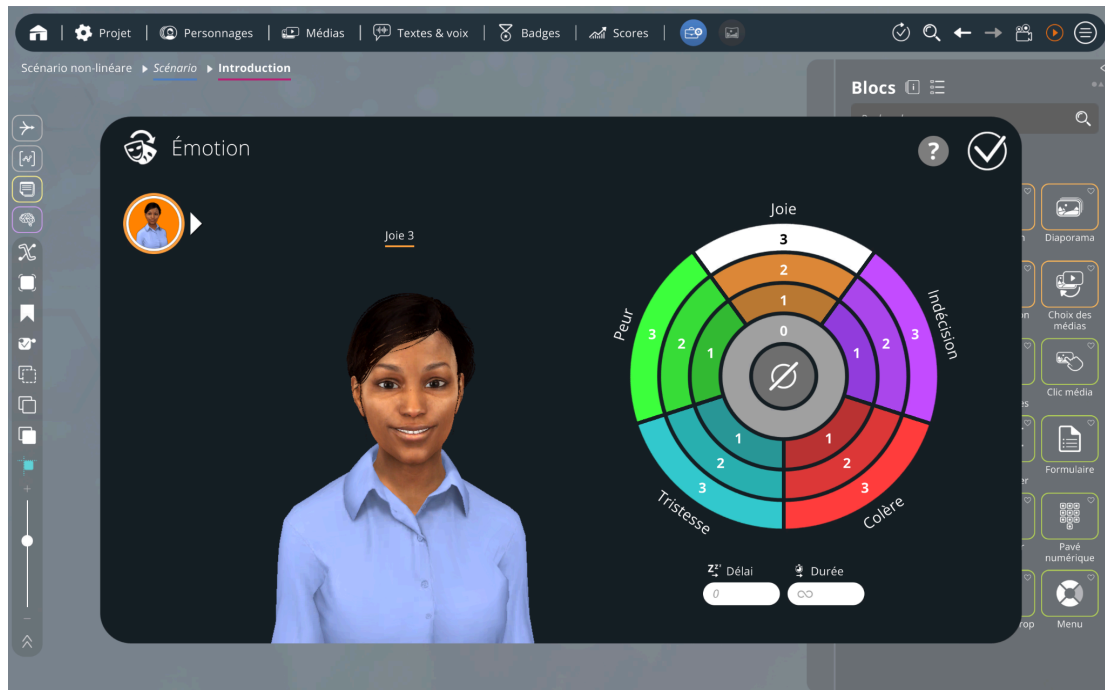 Projet Personnages Médias Textes & voix Badges Scores
Scénario non-linéare Scénario Introduction
Blocs
Émotion
?
Joie 3
Joie
3
2
1
0
Peur
3 2 1
Indécision
1 2 3
Tristesse
1
2
3
Colère
1
2
3
Délai Durée
0 ∞
Diaporama
Choix des
médias
Clic média
Formulaire
Pavé
numérique
Menu